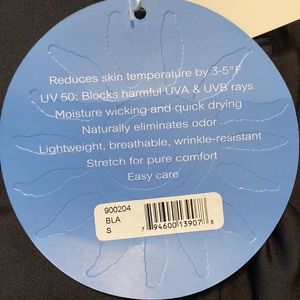 Reduces skin temperature by 3-5°F
UV 50: Blocks harmful UVA & UVB rays
Moisture wicking and quick drying
Naturally eliminates odor
Lightweight, breathable, wrinkle-resistant
Stretch for pure comfort
Easy care
900204
BLA
S
7 94600 13907 8